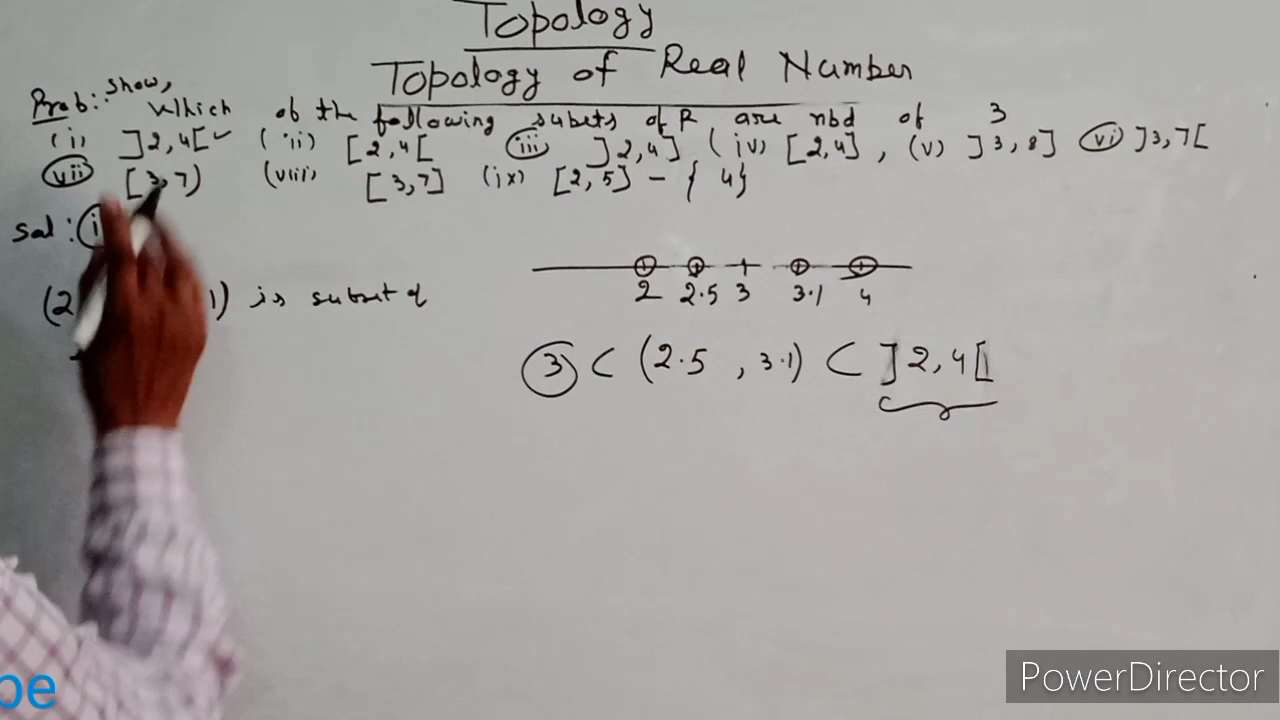 Topology
Topology of Real Number
Prob: Show,
Which of the following subets of R are nbd of 3
(i) ]2,4[ ✓ (ii) [2,4[ (iii) ]2,4] (iv) [2,4] , (v) ]3,8] (vi) ]3,7[
(vii) [3,7) (viii) [3,7] (ix) [2,5] - { 4}
Sol: (i
(2 1) is subset of
2 2.5 3 3.1 4
3 ⊂ (2.5 , 3.1) ⊂ ]2,4[
be
PowerDirector